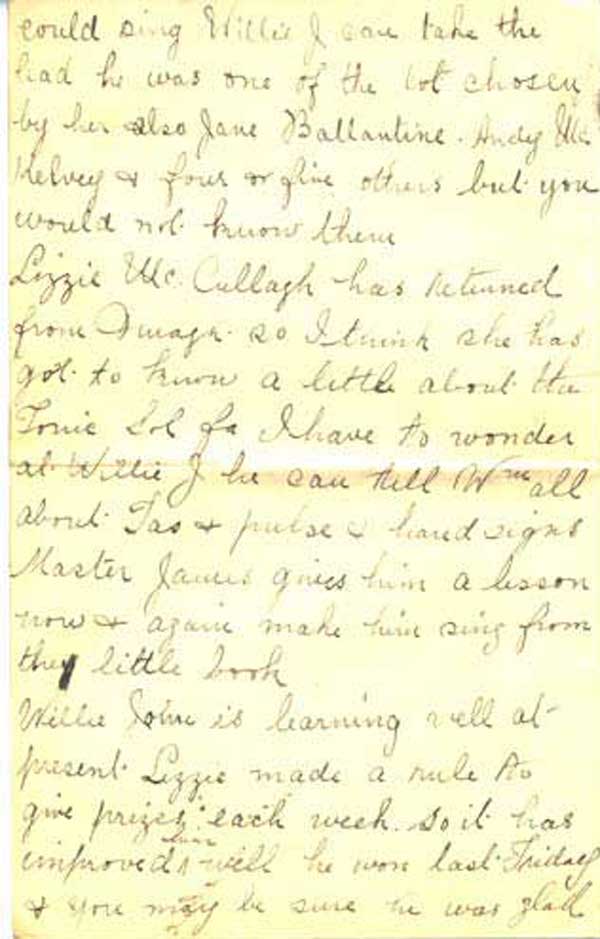 could sing Willie J can take the
lead he was one of the lot chosen
by her also Jane Ballantine. Andy Mc
Kelvey & four or five others but you
would not know them
Lizzie Mc. Cullagh has returned
from Omagh so I think she has
got to know a little about the
Tonic Sol fa I have to wonder
at Willie J he can tell Wm all
about Tas & pulse & hand signs
Master James gives him a lesson
now & again make him sing from
the little book
Willie John is learning well at
present Lizzie made a rule to
give prizes each week. so it has
improved him well he won last Friday
& you may be sure he was glad